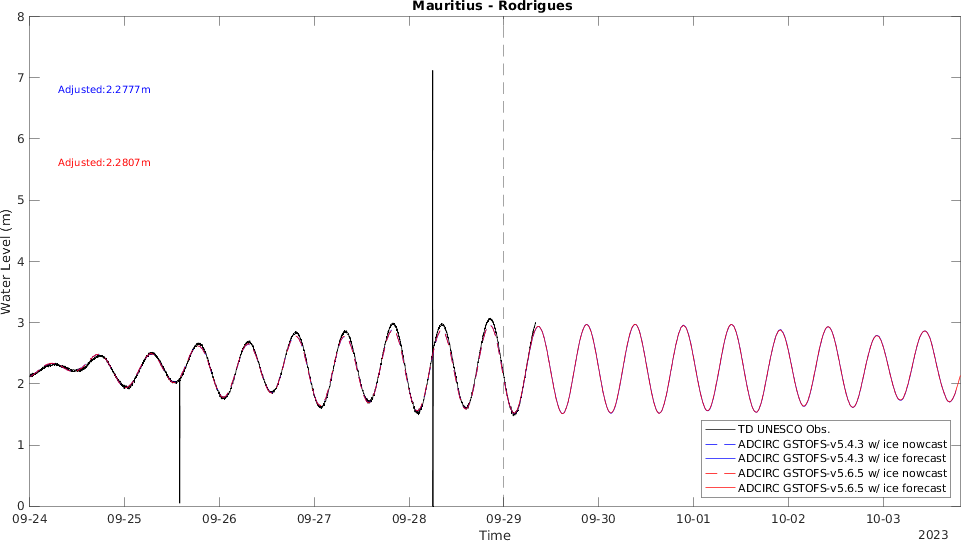 Mauritius - Rodrigues
8
7
6
5
4
3
2
1
0
Water Level (m)
Adjusted:2.2777m
Adjusted:2.2807m
TD UNESCO Obs.
ADCIRC GSTOFS-v5.4.3 w/ ice nowcast
ADCIRC GSTOFS-v5.4.3 w/ ice forecast
ADCIRC GSTOFS-v5.6.5 w/ ice nowcast
ADCIRC GSTOFS-v5.6.5 w/ ice forecast
09-24 09-25 09-26 09-27 09-28 09-29 09-30 10-01 10-02 10-03
Time
2023